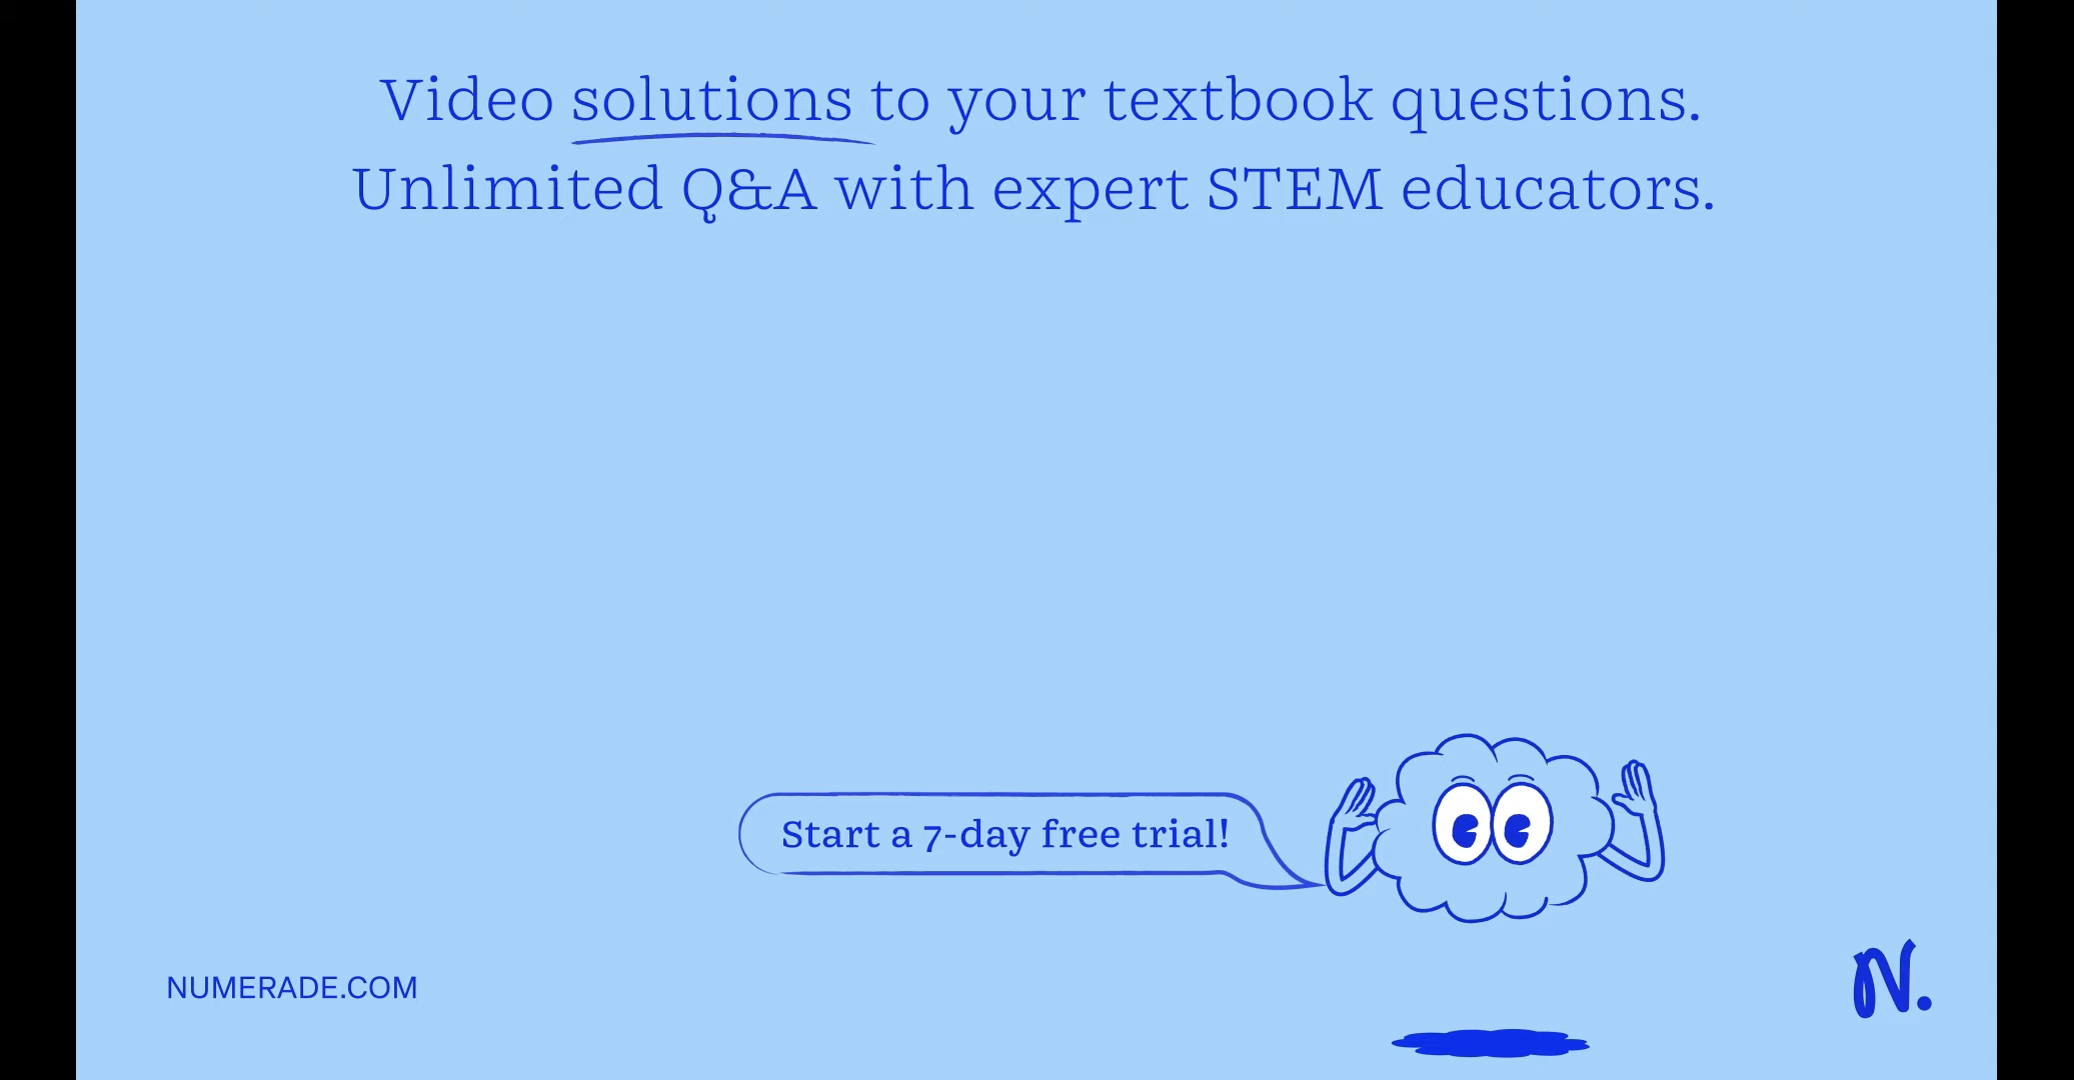 Video solutions to your textbook questions.
Unlimited Q&A with expert STEM educators.
Start a 7-day free trial!
NUMERADE.COM
N.